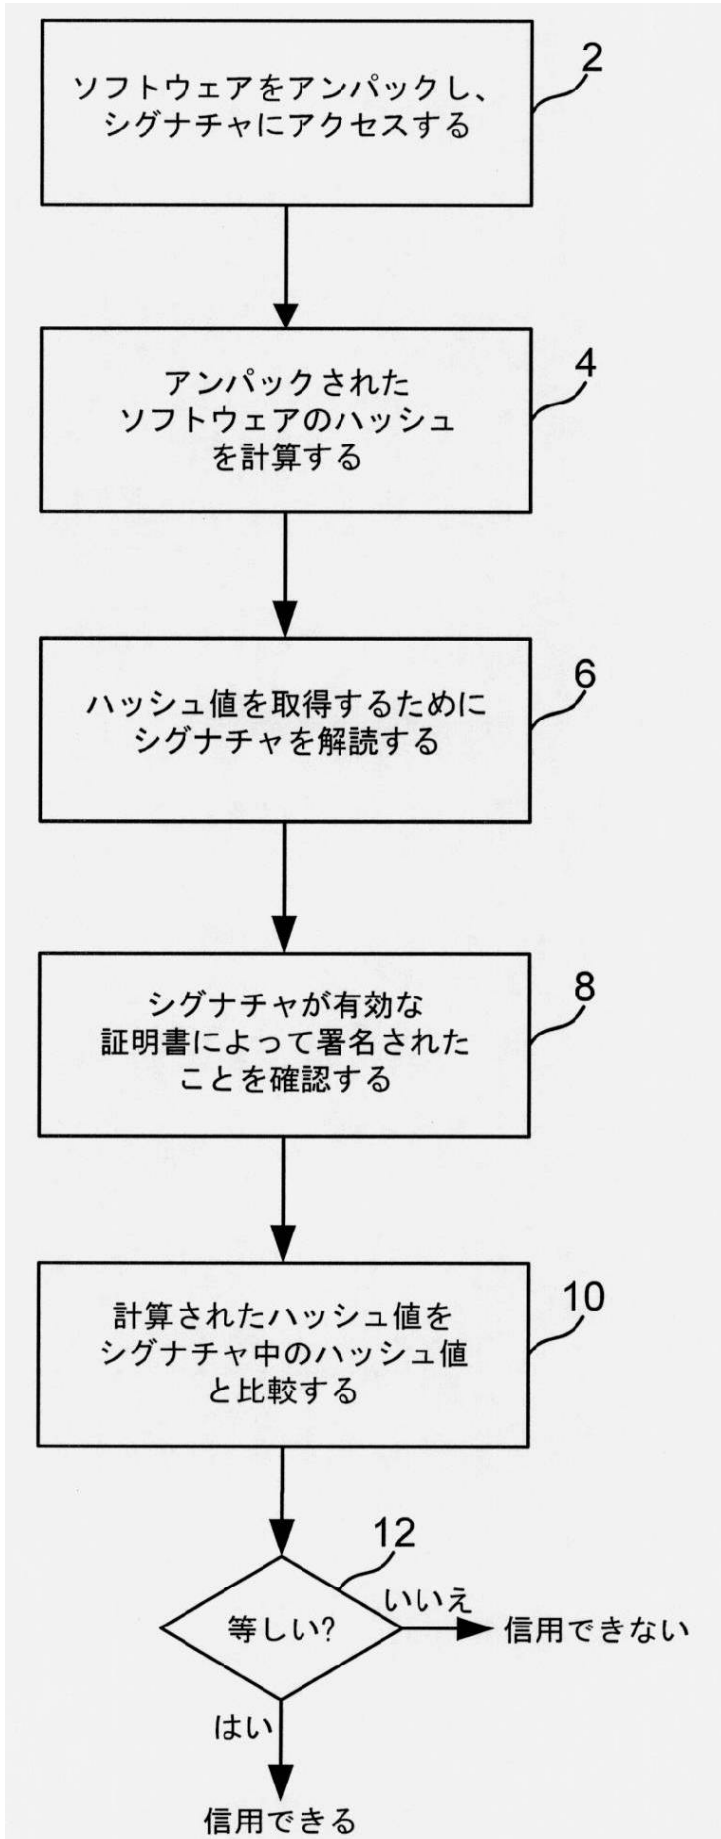 ソフトウェアをアンパックし、
シグナチャにアクセスする
2
アンパックされた
ソフトウェアのハッシュ
を計算する
4
ハッシュ値を取得するために
シグナチャを解読する
6
シグナチャが有効な
証明書によって署名された
ことを確認する
8
計算されたハッシュ値を
シグナチャ中のハッシュ値
と比較する
10
12
等しい?
いいえ
信用できない
はい
信用できる